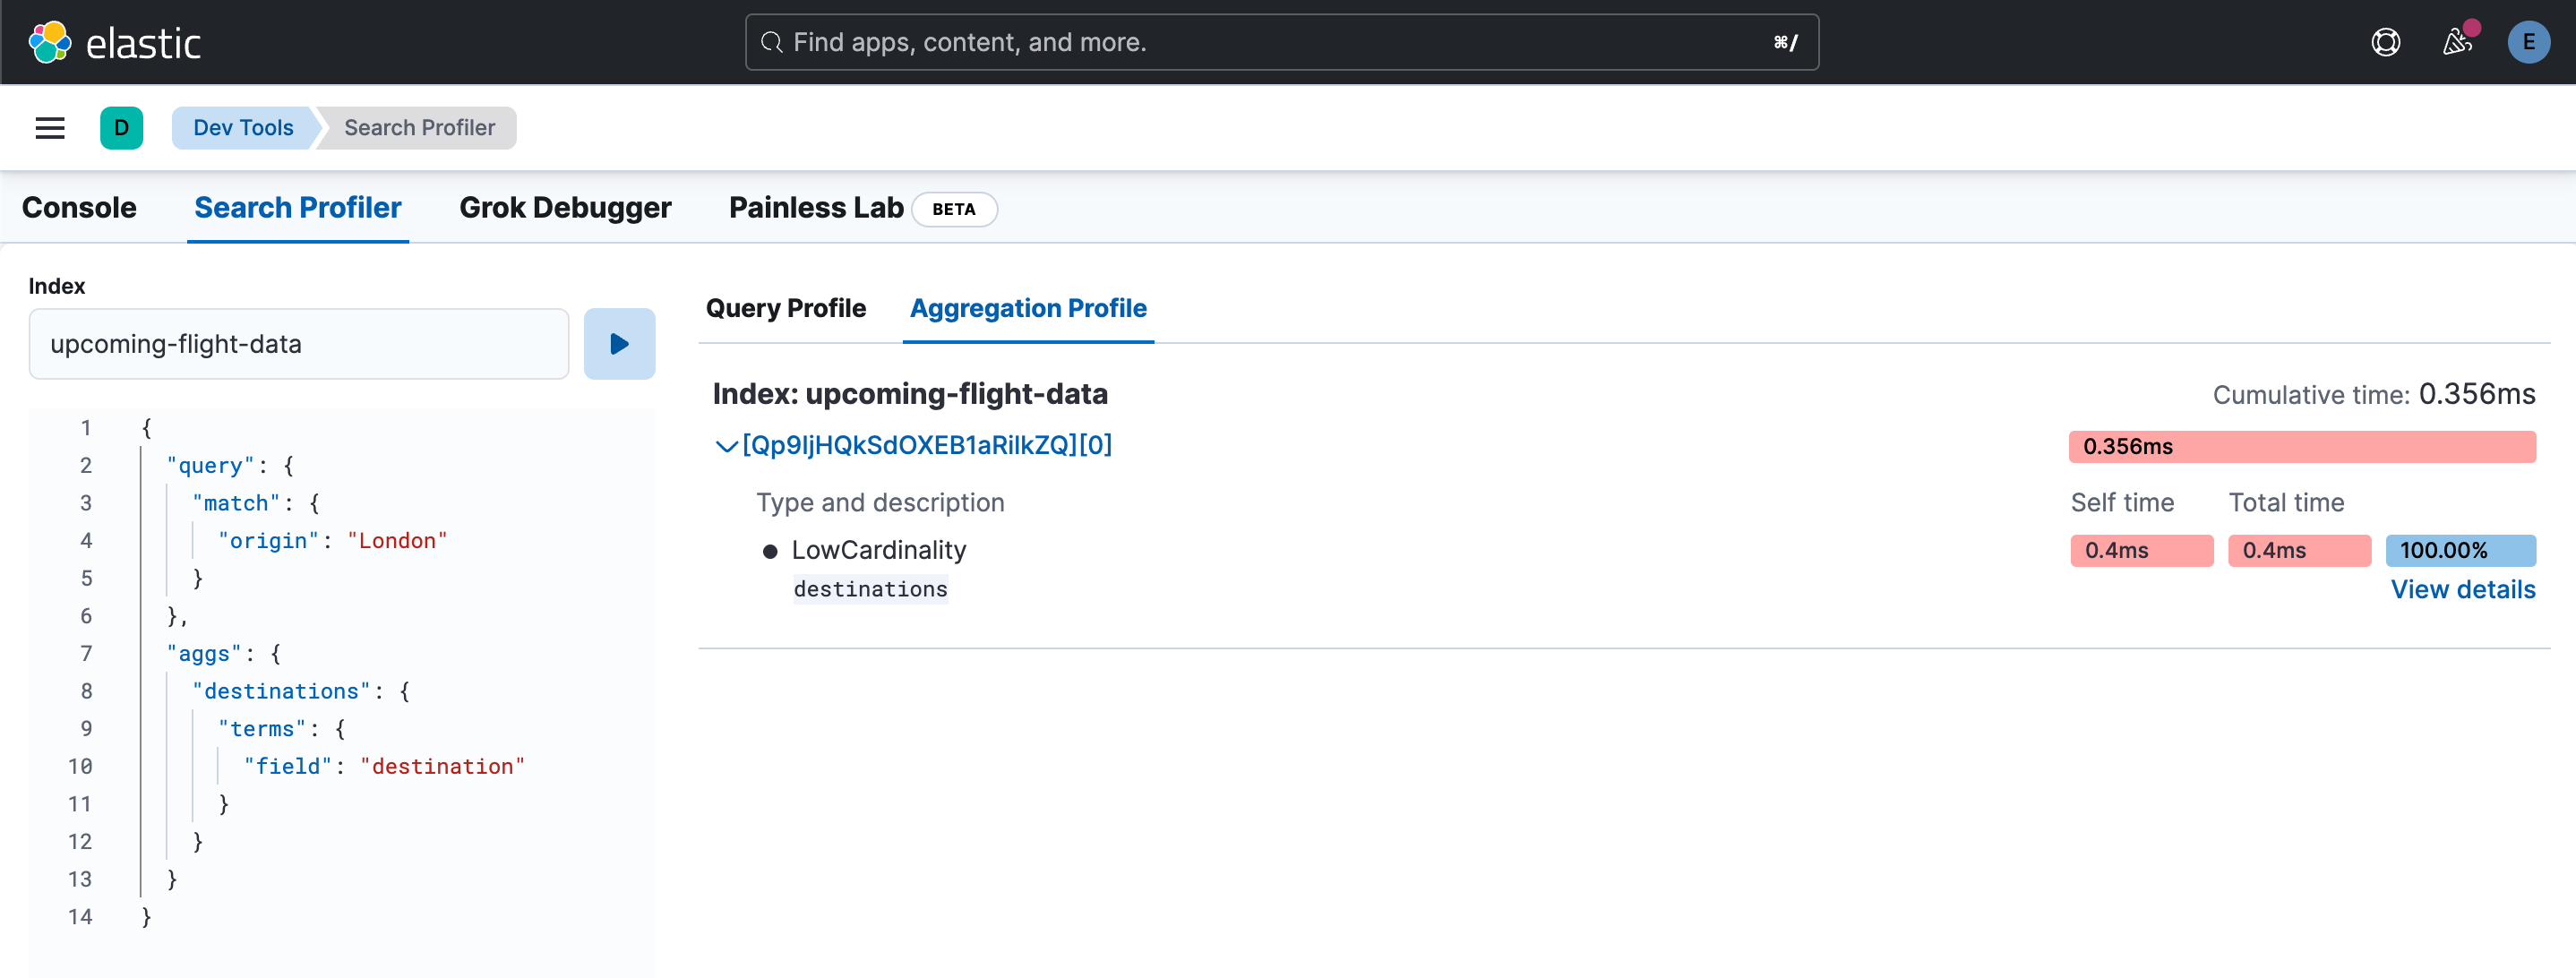 elastic
Find apps, content, and more.
⌘/
E
D
Dev Tools
Search Profiler
Console
Search Profiler
Grok Debugger
Painless Lab
BETA
Index
upcoming-flight-data
1 {
2 "query": {
3 "match": {
4 "origin": "London"
5 }
6 },
7 "aggs": {
8 "destinations": {
9 "terms": {
10 "field": "destination"
11 }
12 }
13 }
14 }
Query Profile
Aggregation Profile
Index: upcoming-flight-data
Cumulative time: 0.356ms
[Qp9ljHQkSdOXEB1aRilkZQ][0]
0.356ms
Type and description
Self time
Total time
LowCardinality
0.4ms
0.4ms
100.00%
destinations
View details